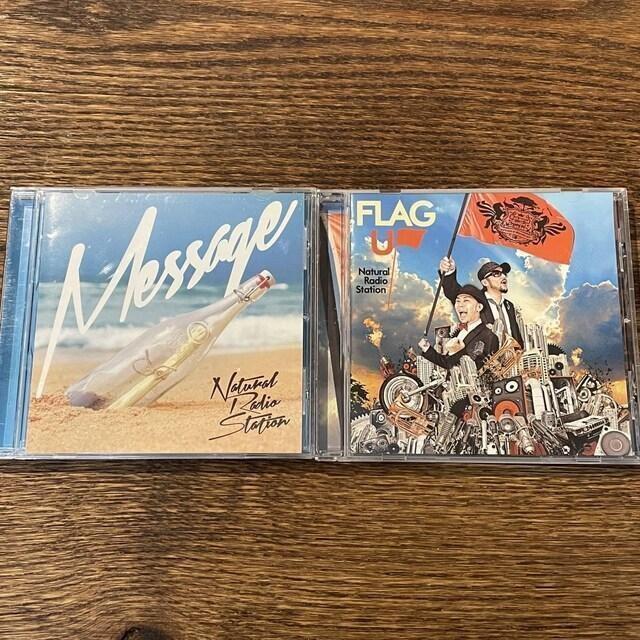 Message
Natural
Radio
Station
FLAG
U
Natural
Radio
Station